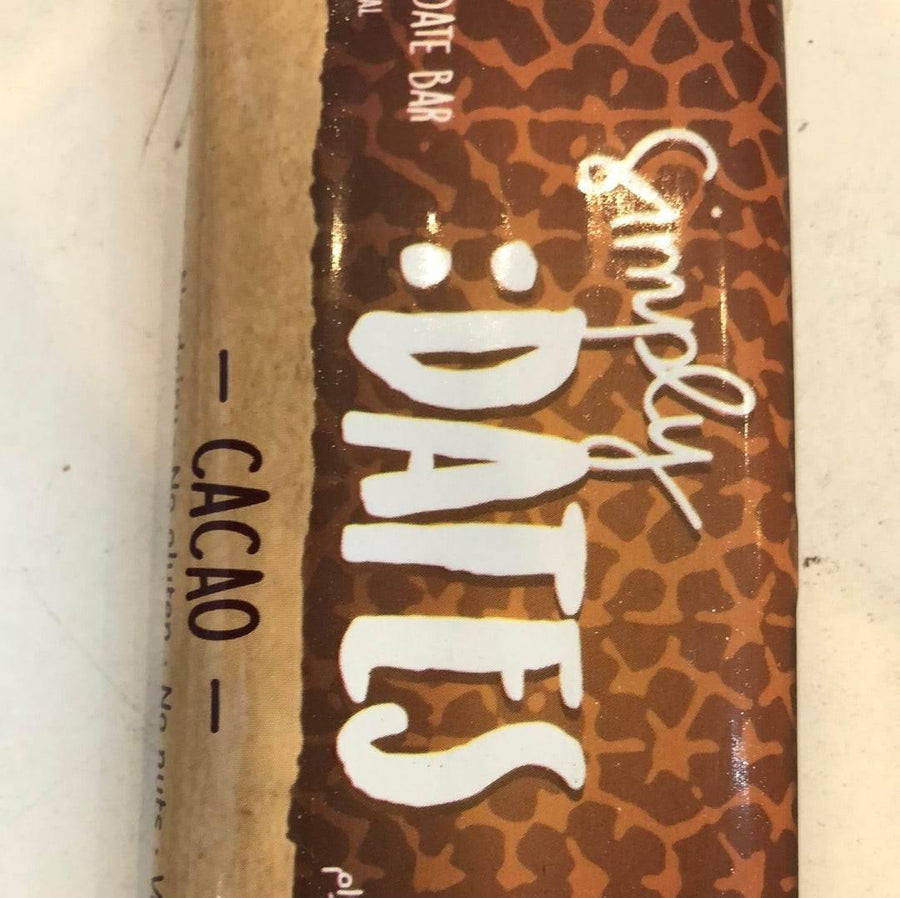 Simply
:DATES
DATE BAR
— CACAO —
No gluten · No nuts ·